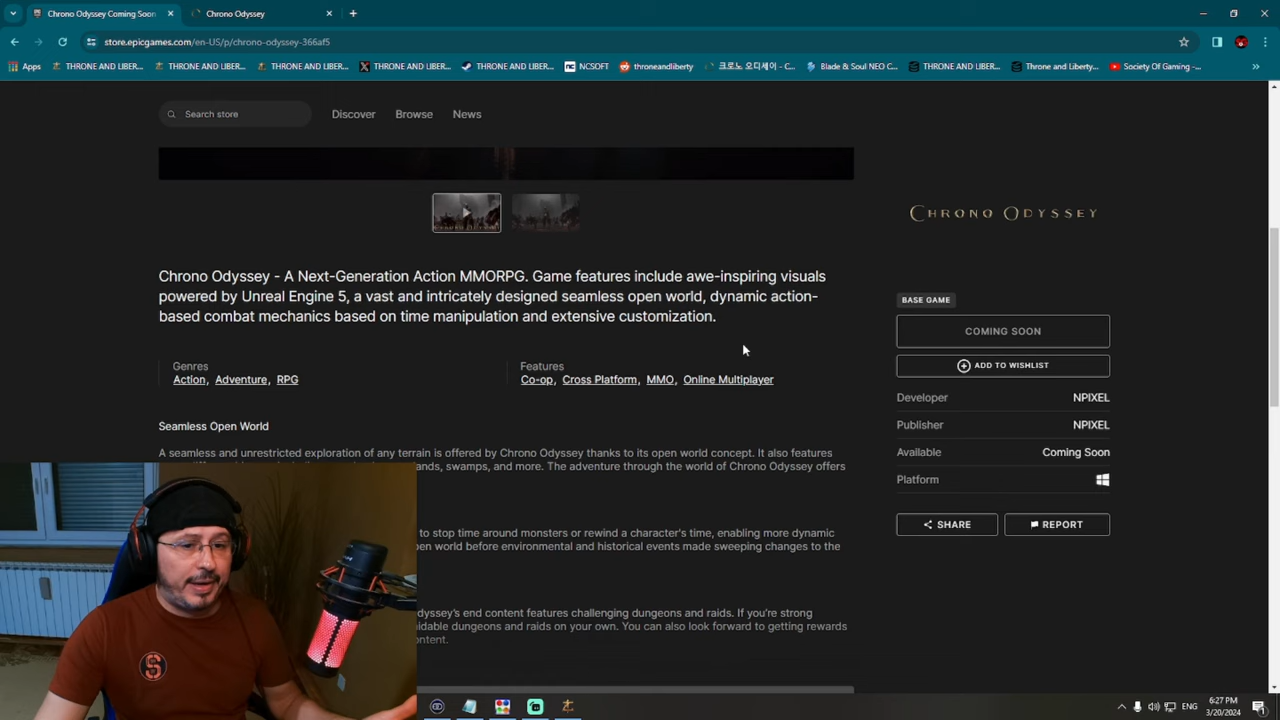 Chrono Odyssey Coming Soon
Chrono Odyssey
store.epicgames.com/en-US/p/chrono-odyssey-366af5
Apps
THRONE AND LIBER...
THRONE AND LIBER...
THRONE AND LIBER...
THRONE AND LIBER...
THRONE AND LIBER...
NCSOFT
throneandliberty
크로노 오디세이 - C...
Blade & Soul NEO C...
THRONE AND LIBER...
Throne and Liberty...
Society Of Gaming -...
Search store
Discover
Browse
News
CHRONO ODYSSEY
Chrono Odyssey - A Next-Generation Action MMORPG. Game features include awe-inspiring visuals
powered by Unreal Engine 5, a vast and intricately designed seamless open world, dynamic action-
based combat mechanics based on time manipulation and extensive customization.
BASE GAME
COMING SOON
ADD TO WISHLIST
Genres
Action, Adventure, RPG
Features
Co-op, Cross Platform, MMO, Online Multiplayer
Developer
NPIXEL
Publisher
NPIXEL
Available
Coming Soon
Platform
SHARE
REPORT
Seamless Open World
A seamless and unrestricted exploration of any terrain is offered by Chrono Odyssey thanks to its open world concept. It also features
ands, swamps, and more. The adventure through the world of Chrono Odyssey offers
to stop time around monsters or rewind a character's time, enabling more dynamic
pen world before environmental and historical events made sweeping changes to the
dyssey's end content features challenging dungeons and raids. If you're strong
idable dungeons and raids on your own. You can also look forward to getting rewards
ontent.
ENG
6:27 PM
3/20/2024